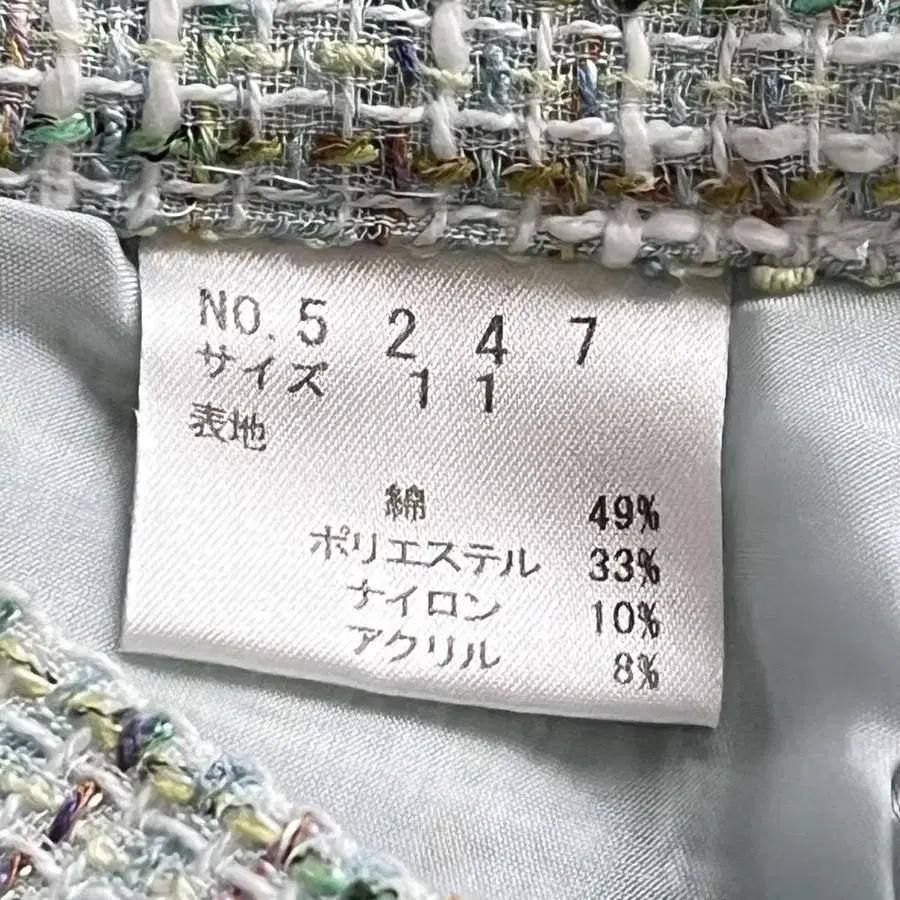 NO. 5 2 4 7
サイズ 1 1
表地
綿 49%
ポリエステル 33%
ナイロン 10%
アクリル 8%